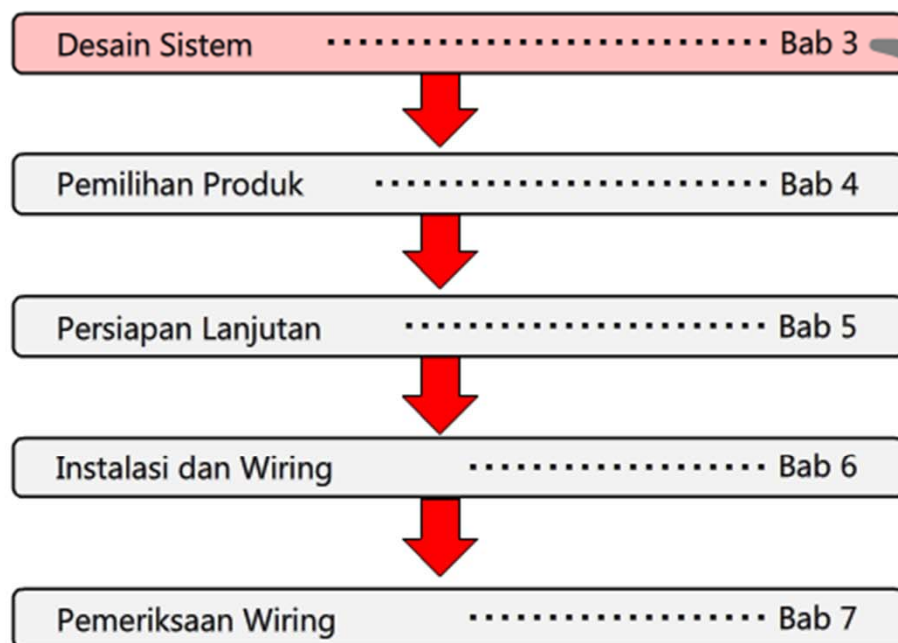 Desain Sistem ..................... Bab 3
Pemilihan Produk ................... Bab 4
Persiapan Lanjutan ................. Bab 5
Instalasi dan Wiring .............. Bab 6
Pemeriksaan Wiring .............. Bab 7